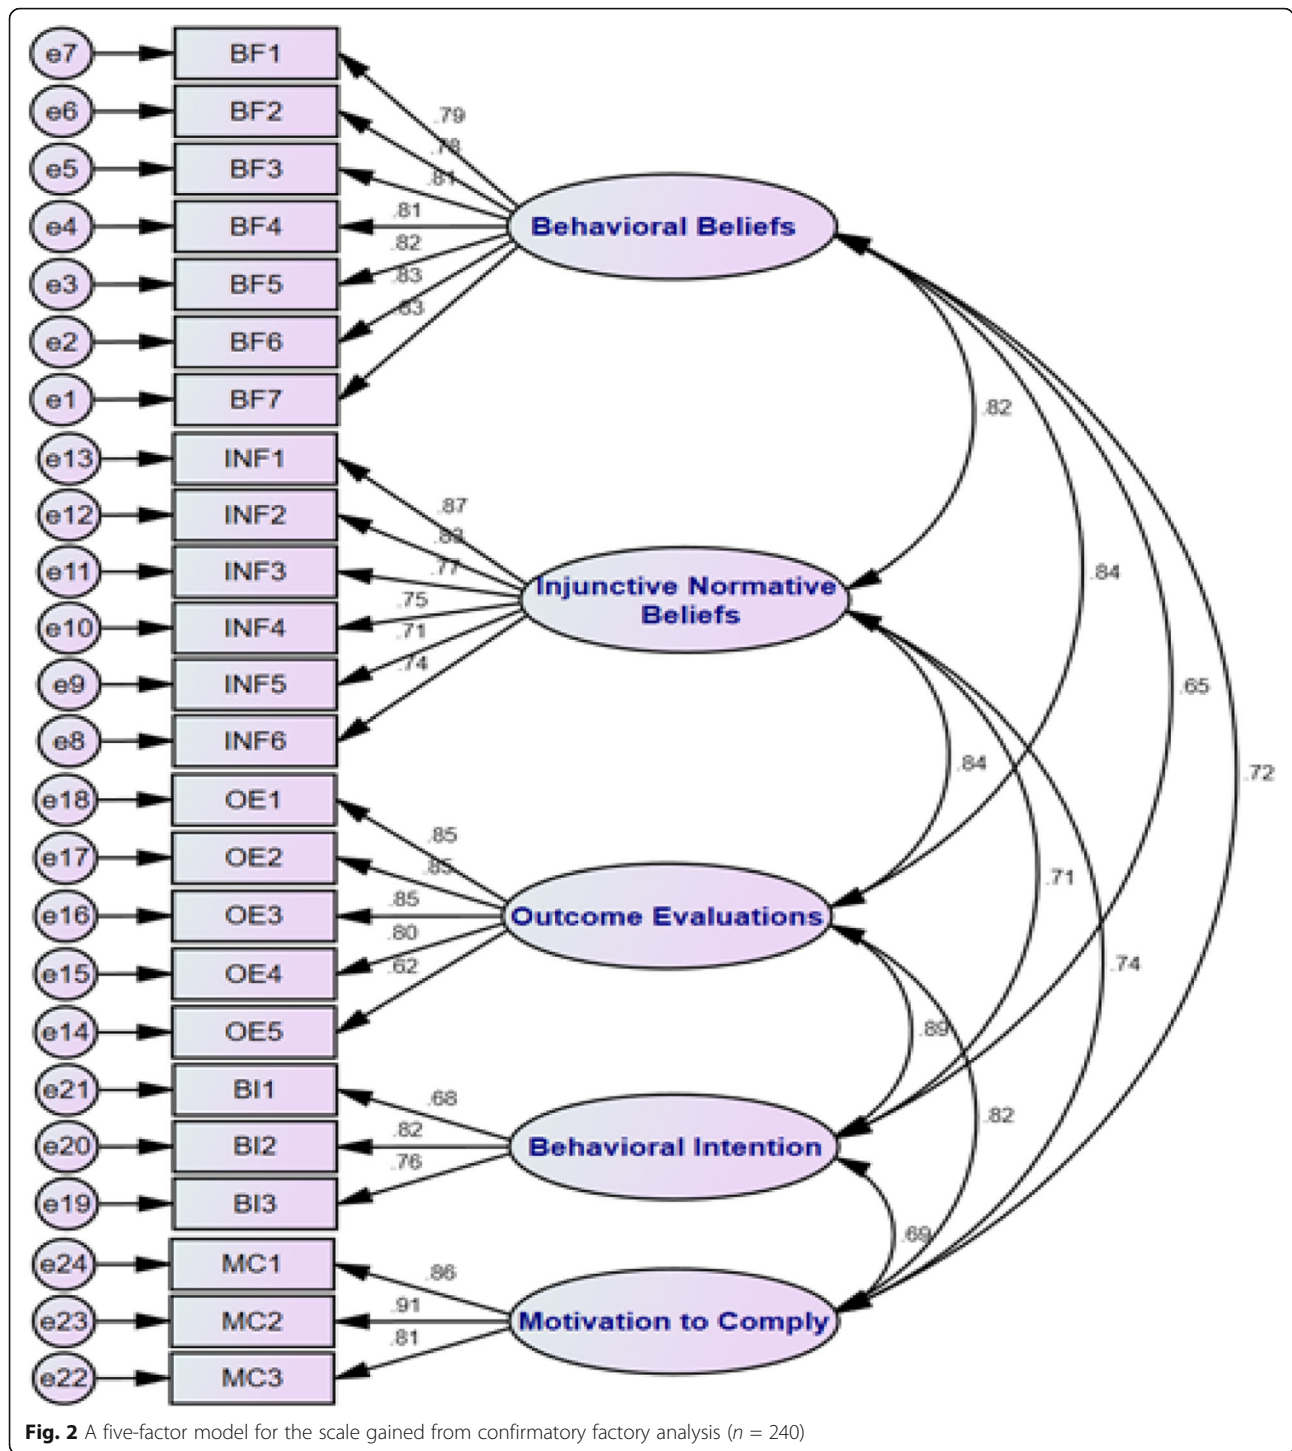 e7 BF1
.79
e6 BF2
.78
e5 BF3
.81
e4 BF4
.81
Behavioral Beliefs
.82
e3 BF5
.83
e2 BF6
e1 BF7
.82
e13 INF1
.87
e12 INF2
e11 INF3
.77
.84
Injunctive Normative
Beliefs
.75
e10 INF4
.71
.74
e9 INF5
.65
e8 INF6
.84
.72
e18 OE1
.85
e17 OE2
.85
.71
.85
e16 OE3
Outcome Evaluations
.80
.74
e15 OE4
.62
e14 OE5
.89
e21 BI1
.68
.82
.82
e20 BI2
Behavioral Intention
.76
e19 BI3
.69
e24 MC1
.86
.91
e23 MC2
Motivation to Comply
.81
e22 MC3
Fig. 2 A five-factor model for the scale gained from confirmatory factory analysis (n = 240)